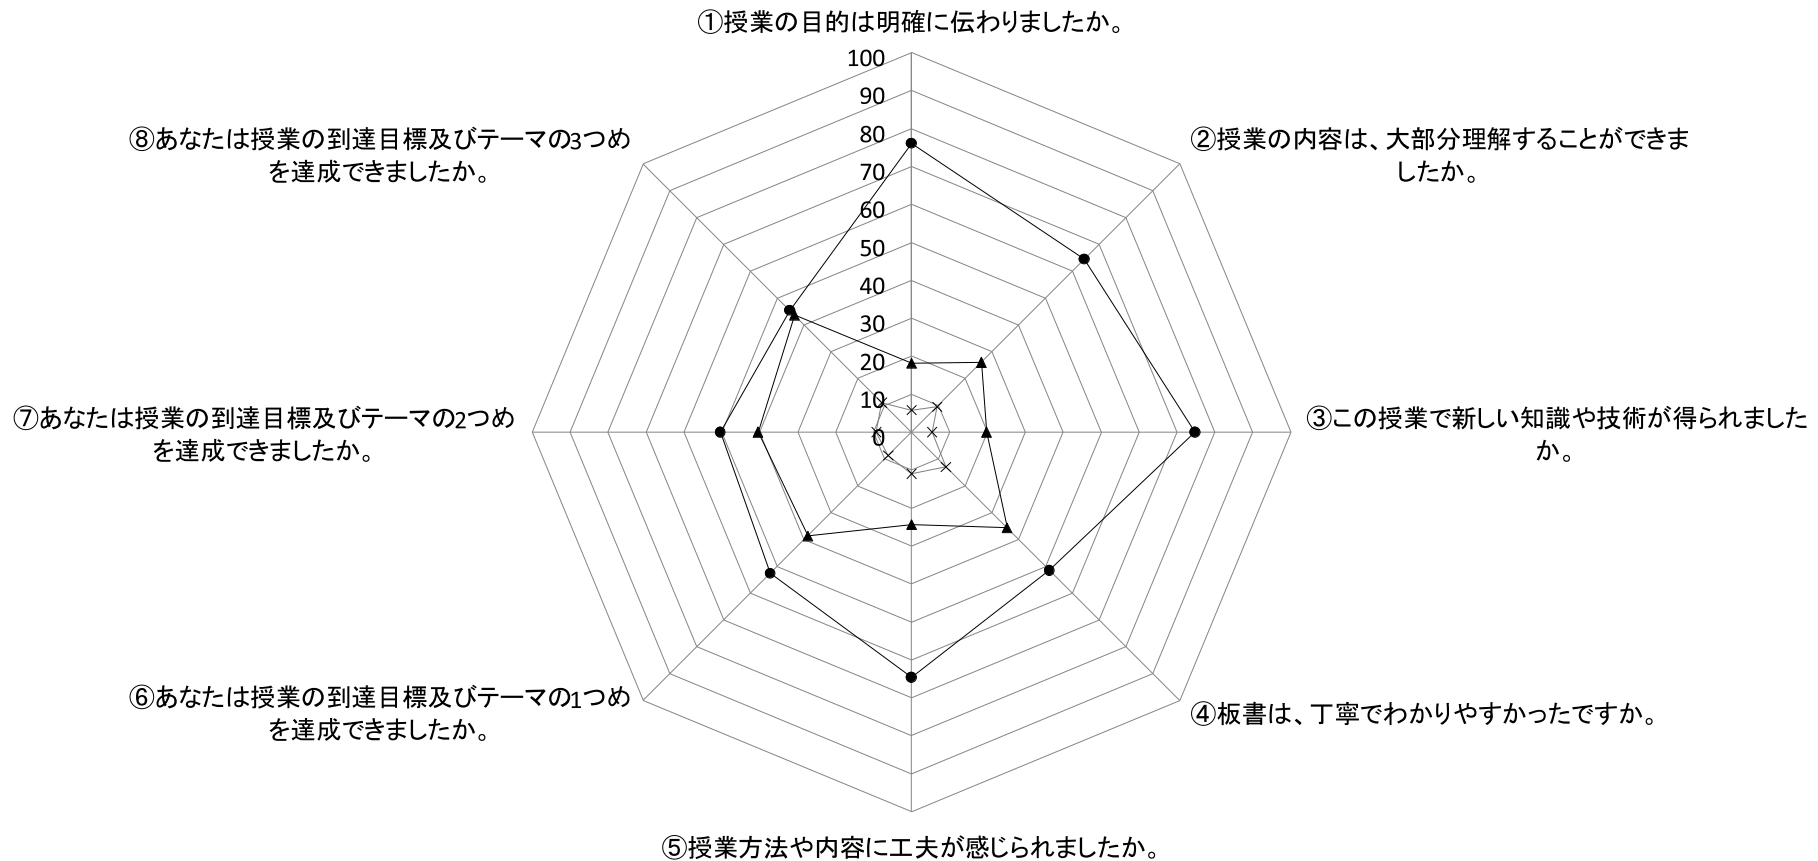 ①授業の目的は明確に伝わりましたか。
100
90
80
70
60
50
40
30
20
10
0
②授業の内容は、大部分理解することができま
したか。
③この授業で新しい知識や技術が得られました
か。
④板書は、丁寧でわかりやすかったですか。
⑤授業方法や内容に工夫が感じられましたか。
⑥あなたは授業の到達目標及びテーマの1つめ
を達成できましたか。
⑦あなたは授業の到達目標及びテーマの2つめ
を達成できましたか。
⑧あなたは授業の到達目標及びテーマの3つめ
を達成できましたか。